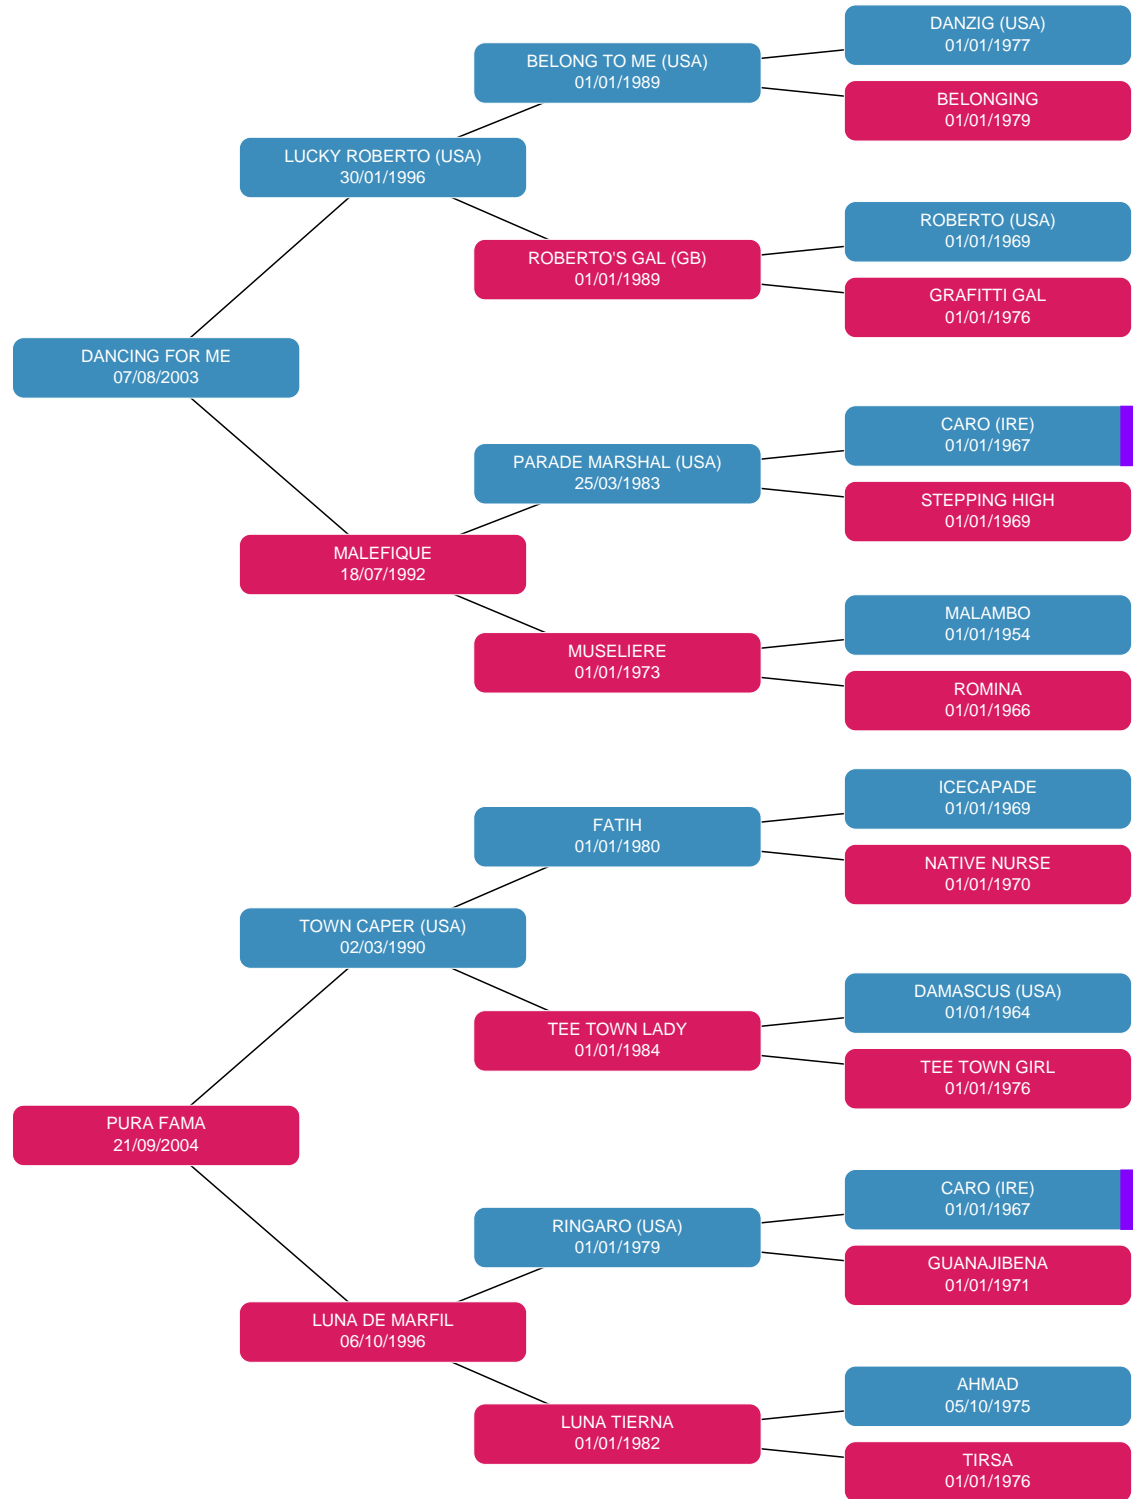 DANZIG (USA)
01/01/1977
BELONG TO ME (USA)
01/01/1989
BELONGING
01/01/1979
LUCKY ROBERTO (USA)
30/01/1996
ROBERTO (USA)
01/01/1969
ROBERTO'S GAL (GB)
01/01/1989
GRAFITTI GAL
01/01/1976
DANCING FOR ME
07/08/2003
CARO (IRE)
01/01/1967
PARADE MARSHAL (USA)
25/03/1983
STEPPING HIGH
01/01/1969
MALEFIQUE
18/07/1992
MALAMBO
01/01/1954
MUSELIERE
01/01/1973
ROMINA
01/01/1966
ICECAPADE
01/01/1969
FATIH
01/01/1980
NATIVE NURSE
01/01/1970
TOWN CAPER (USA)
02/03/1990
DAMASCUS (USA)
01/01/1964
TEE TOWN LADY
01/01/1984
TEE TOWN GIRL
01/01/1976
PURA FAMA
21/09/2004
CARO (IRE)
01/01/1967
RINGARO (USA)
01/01/1979
GUANAJIBENA
01/01/1971
LUNA DE MARFIL
06/10/1996
AHMAD
05/10/1975
LUNA TIERNA
01/01/1982
TIRSA
01/01/1976